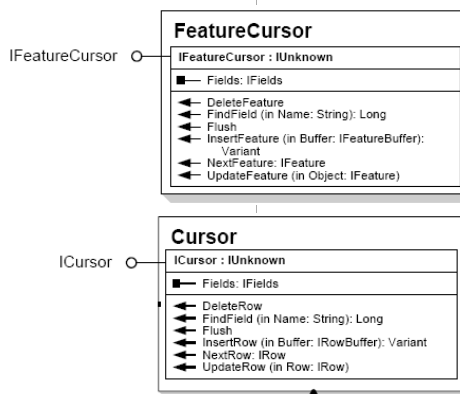 FeatureCursor
IFeatureCursor
IFeatureCursor : IUnknown
Fields: IFields
DeleteFeature
FindField (in Name: String): Long
Flush
InsertFeature (in Buffer: IFeatureBuffer):
Variant
NextFeature: IFeature
UpdateFeature (in Object: IFeature)
Cursor
ICursor
ICursor : IUnknown
Fields: IFields
DeleteRow
FindField (in Name: String): Long
Flush
InsertRow (in Buffer: IRowBuffer): Variant
NextRow: IRow
UpdateRow (in Row: IRow)